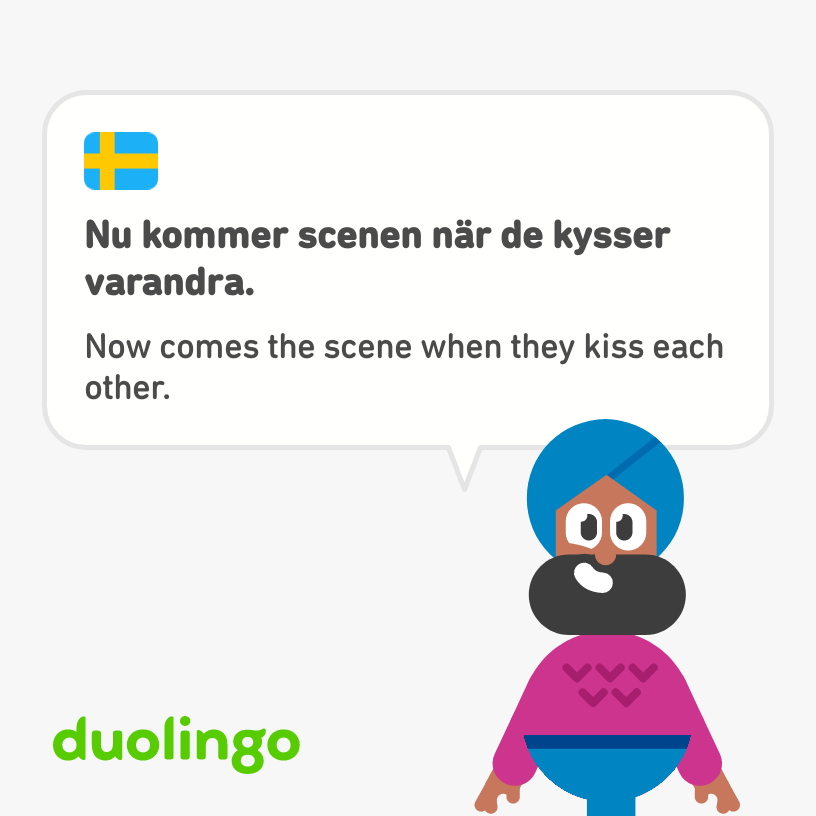 Nu kommer scenen när de kysser
varandra.
Now comes the scene when they kiss each
other.
duolingo